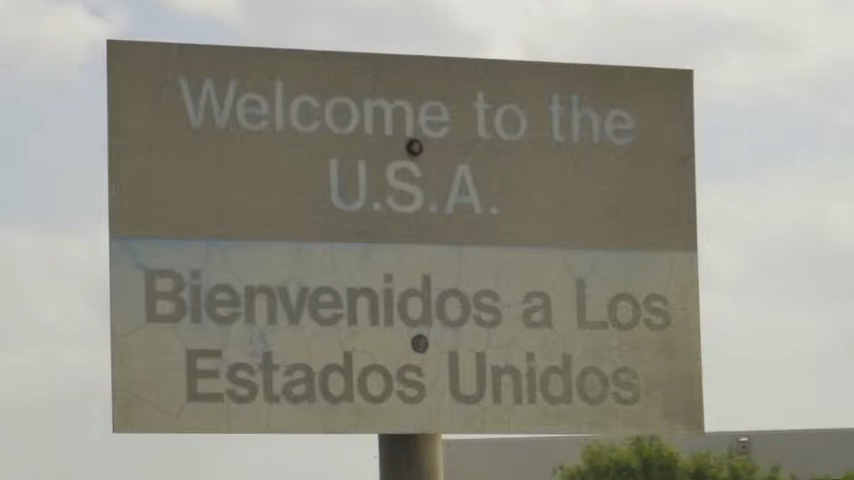 Welcome to the
U.S.A.
Bienvenidos a Los
Estados Unidos